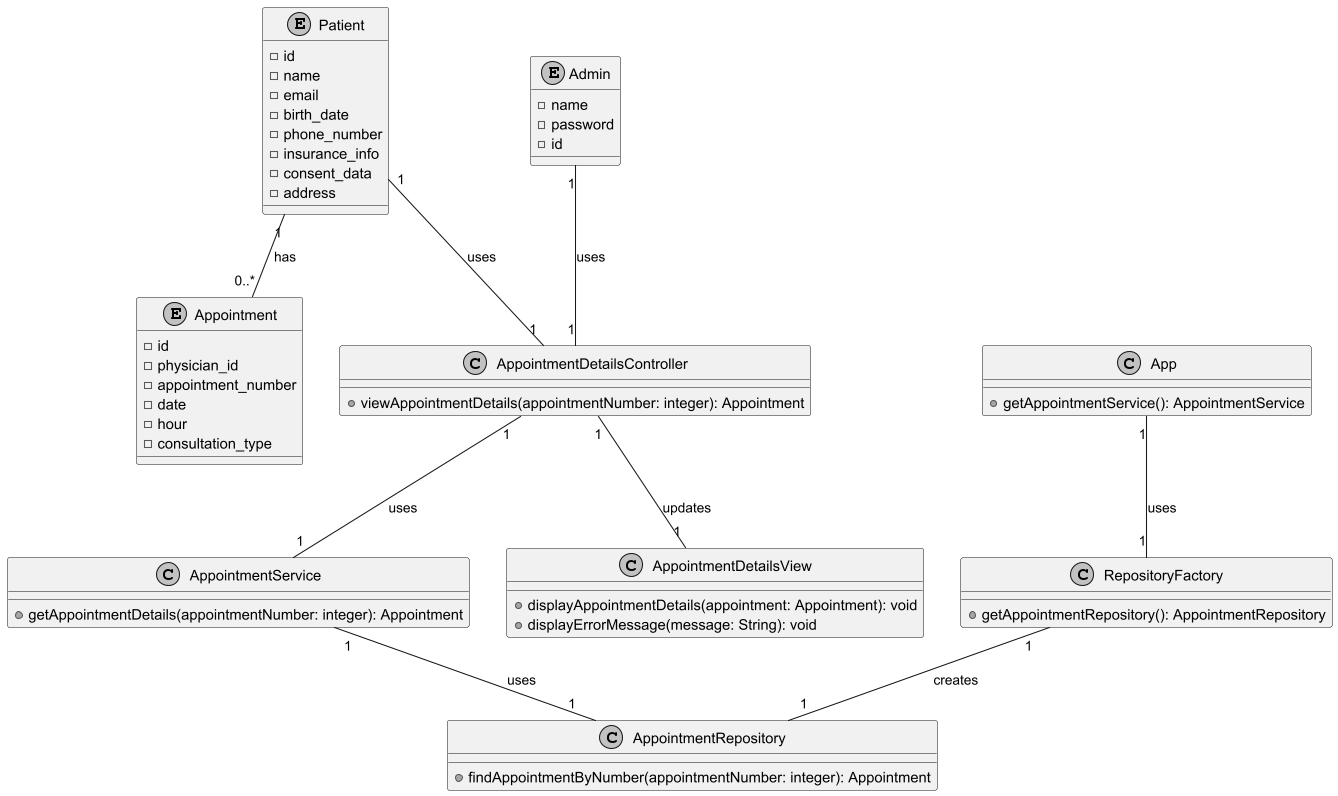 E Patient
id
name
email
birth_date
phone_number
insurance_info
consent_data
address
E Admin
name
password
id
1
has
0..*
1
uses
1
1
uses
1
E Appointment
id
physician_id
appointment_number
date
hour
consultation_type
C AppointmentDetailsController
viewAppointmentDetails(appointmentNumber: integer): Appointment
C App
getAppointmentService(): AppointmentService
1
uses
1
1
updates
1
1
uses
1
C AppointmentService
getAppointmentDetails(appointmentNumber: integer): Appointment
C AppointmentDetailsView
displayAppointmentDetails(appointment: Appointment): void
displayErrorMessage(message: String): void
C RepositoryFactory
getAppointmentRepository(): AppointmentRepository
1
uses
1
1
creates
1
C AppointmentRepository
findAppointmentByNumber(appointmentNumber: integer): Appointment